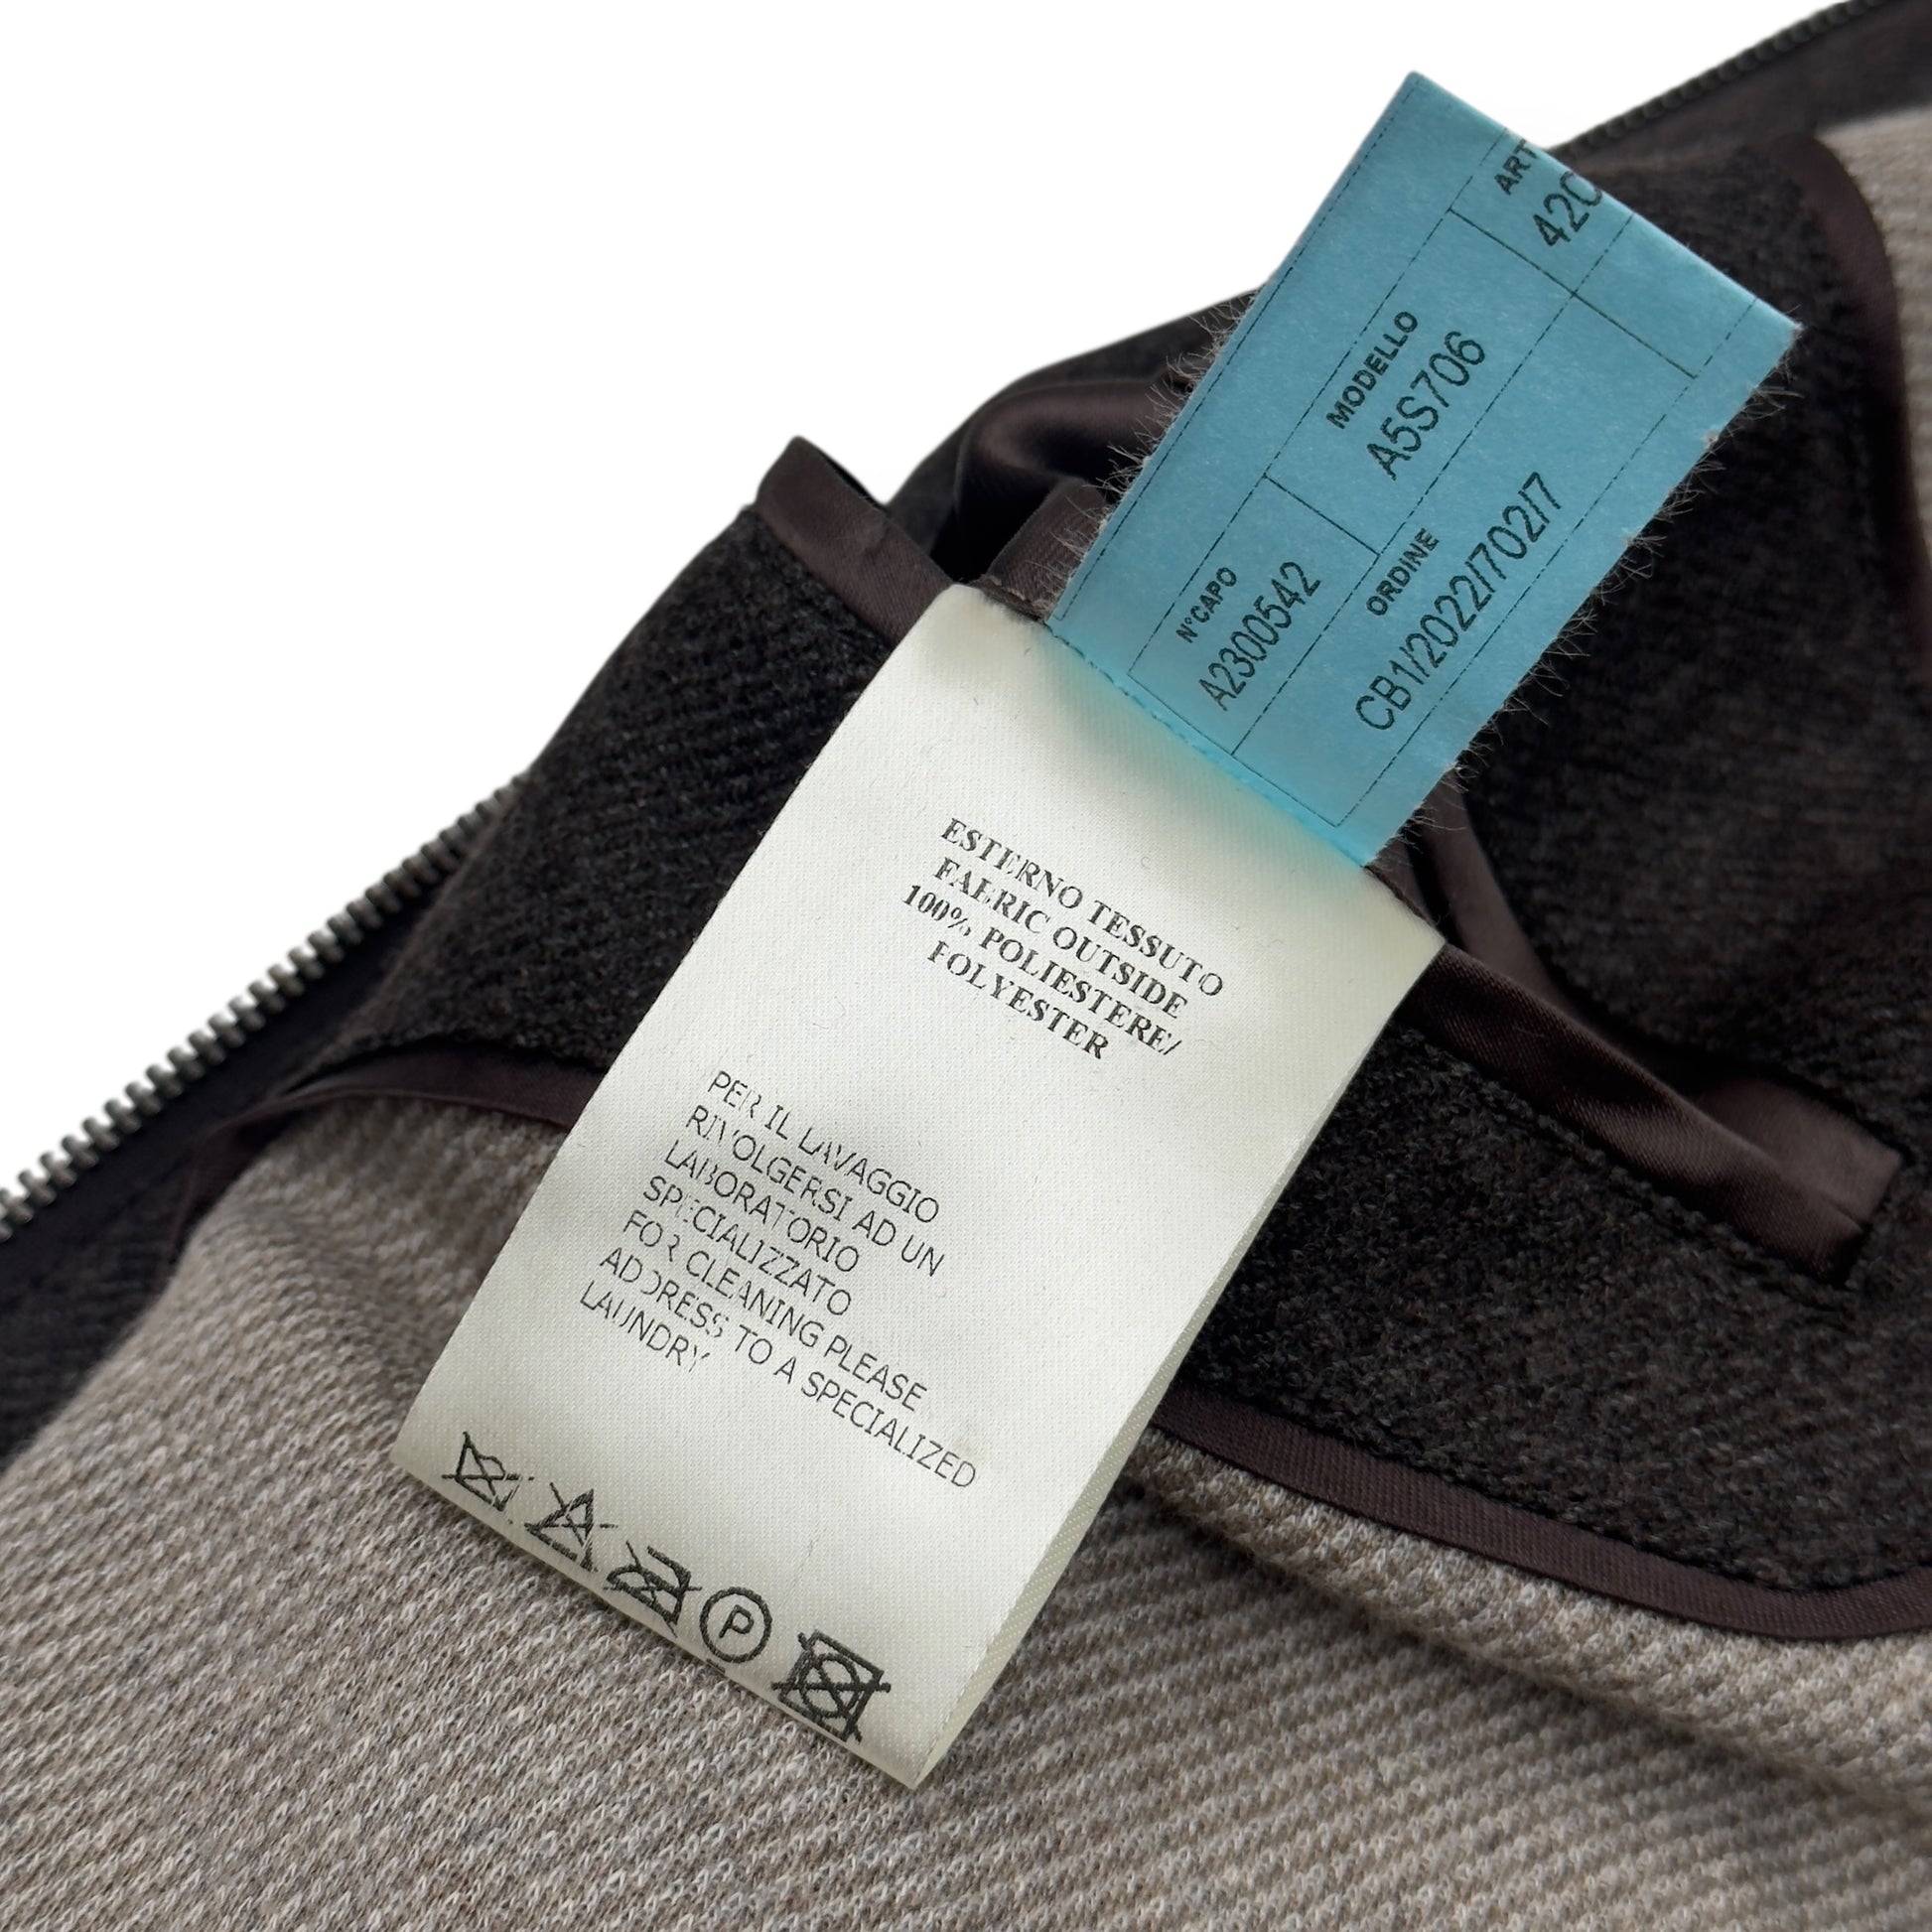 ART
42C
MODELLO
A5S706
N°CAPO
A2300542
ORDINE
CB1/2022/7702/7
ESTERNO TESSUTO
FABRIC OUTSIDE
100% POLIESTERE/
POLYESTER
PER IL LAVAGGIO
RIVOLGERSI AD UN
LABORATORIO
SPECIALIZZATO
FOR CLEANING PLEASE
ADDRESS TO A SPECIALIZED
LAUNDRY
P